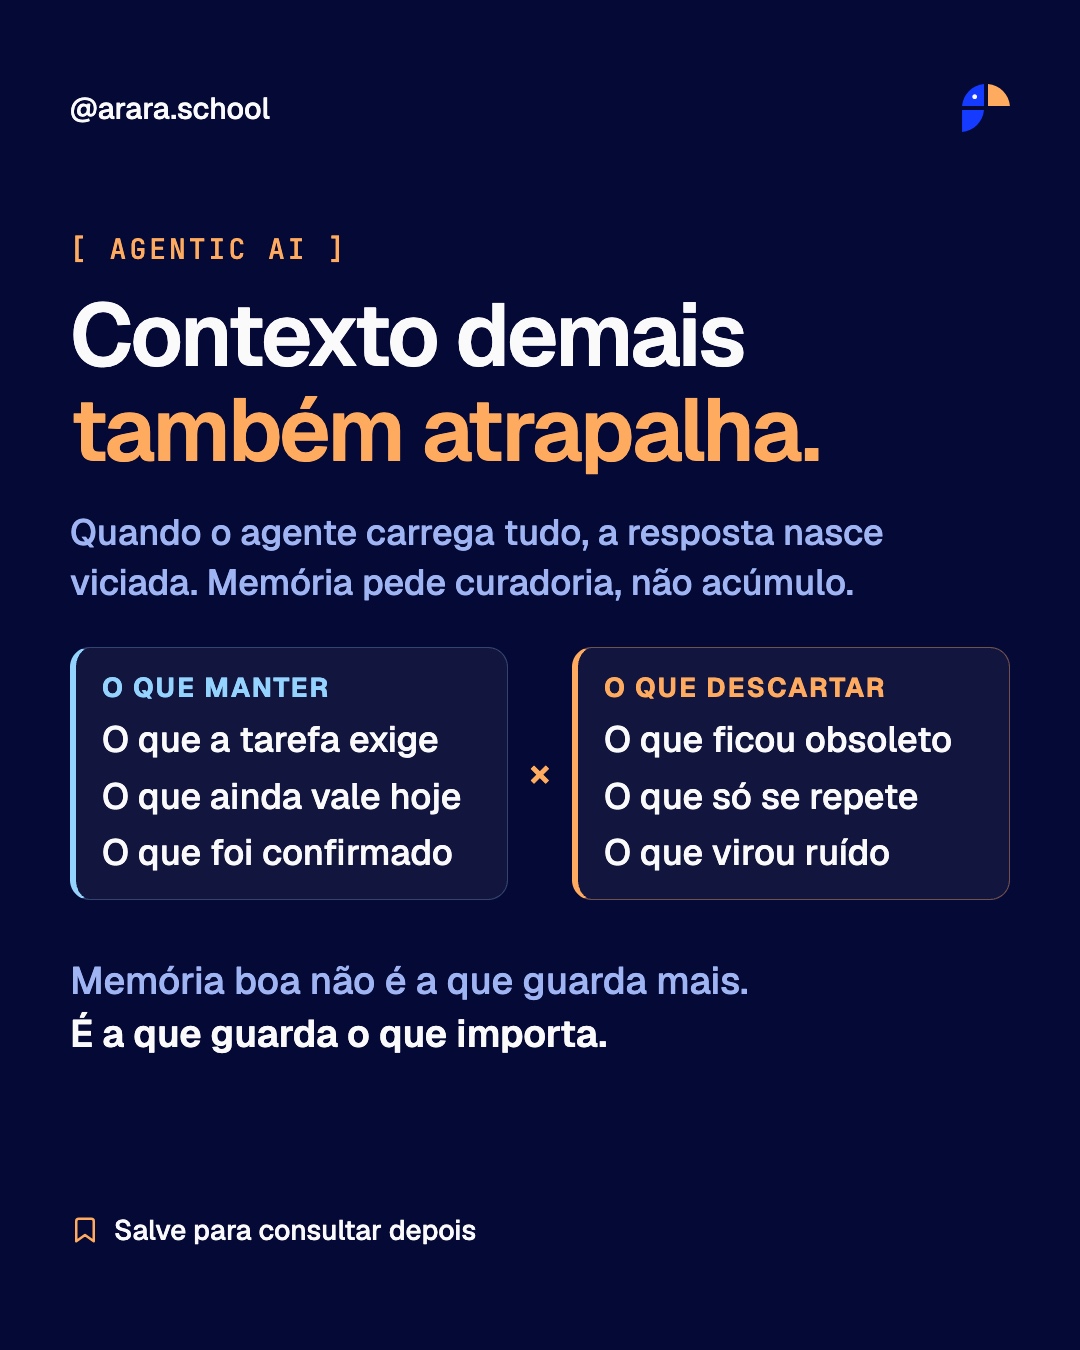 @arara.school
[ AGENTIC AI ]
Contexto demais
também atrapalha.
Quando o agente carrega tudo, a resposta nasce
viciada. Memória pede curadoria, não acúmulo.
O QUE MANTER
O que a tarefa exige
O que ainda vale hoje
O que foi confirmado
×
O QUE DESCARTAR
O que ficou obsoleto
O que só se repete
O que virou ruído
Memória boa não é a que guarda mais.
É a que guarda o que importa.
Salve para consultar depois